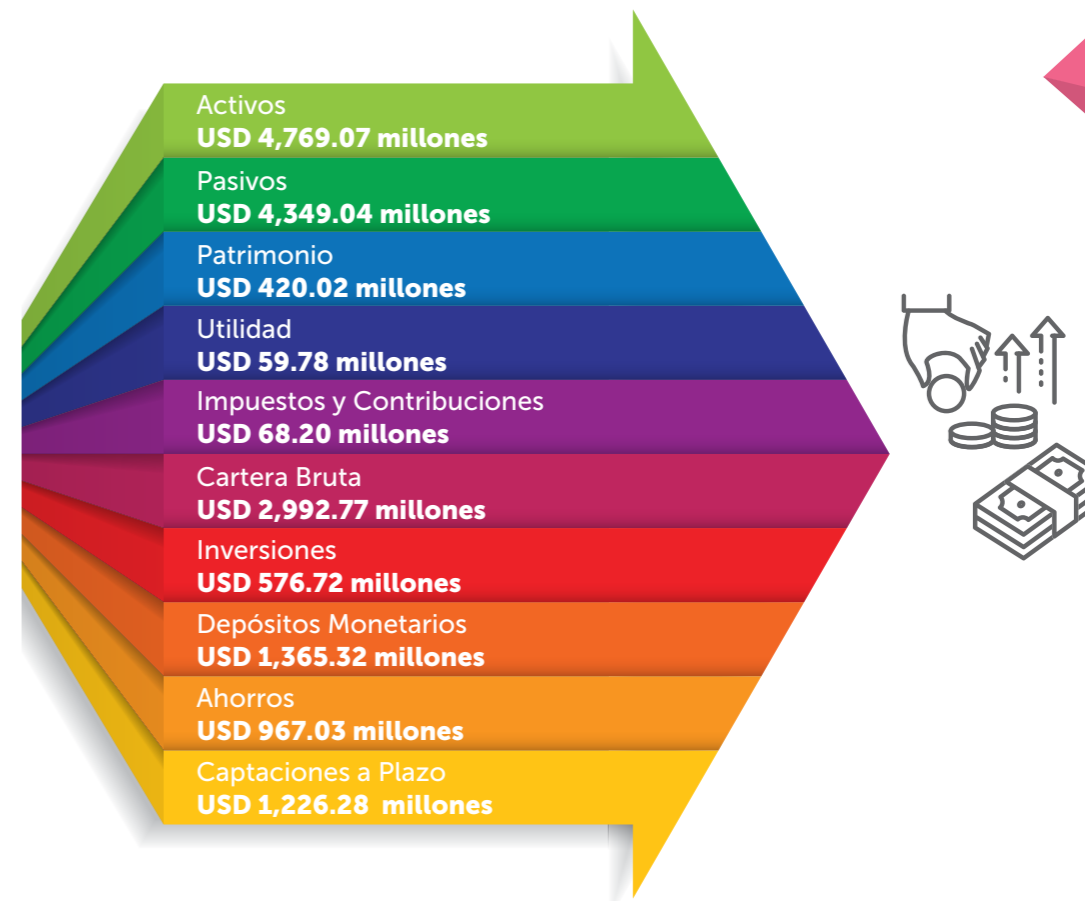 Activos
USD 4,769.07 millones
Pasivos
USD 4,349.04 millones
Patrimonio
USD 420.02 millones
Utilidad
USD 59.78 millones
Impuestos y Contribuciones
USD 68.20 millones
Cartera Bruta
USD 2,992.77 millones
Inversiones
USD 576.72 millones
Depósitos Monetarios
USD 1,365.32 millones
Ahorros
USD 967.03 millones
Captaciones a Plazo
USD 1,226.28 millones